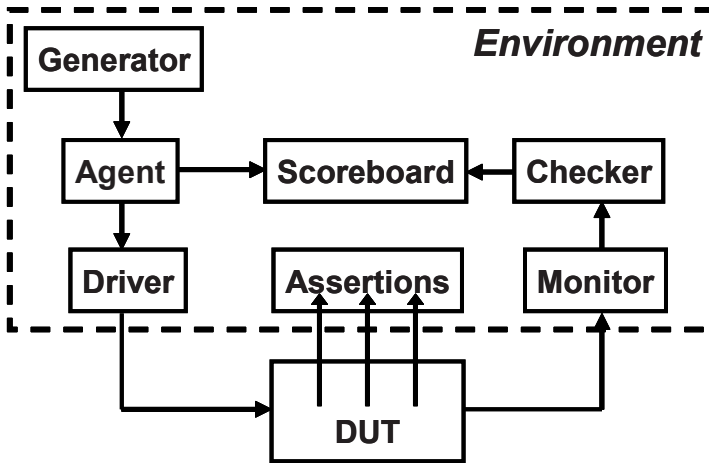 Environment
Generator
Agent
Scoreboard
Checker
Driver
Assertions
Monitor
DUT